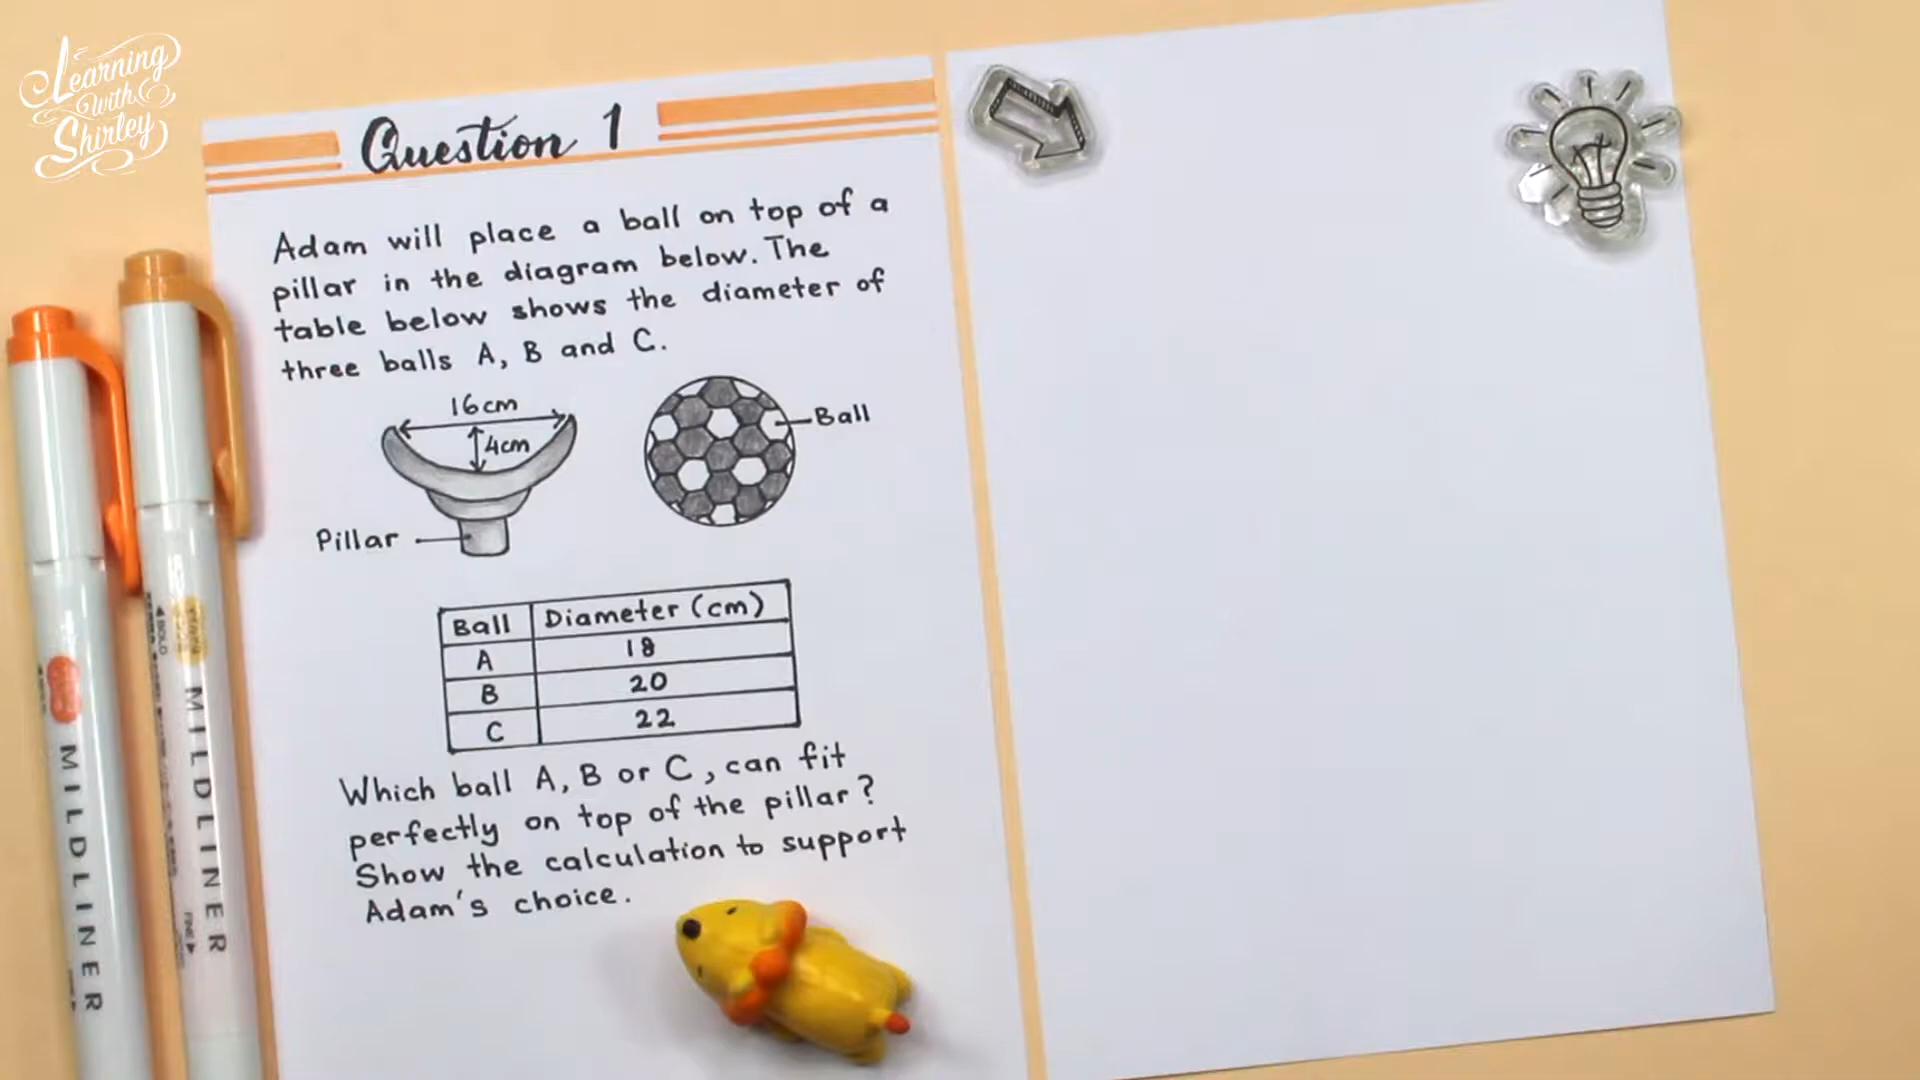 Learning
with
Shirley
Question 1
Adam will place a ball on top of a
pillar in the diagram below. The
table below shows the diameter of
three balls A, B and C.
16cm
4cm
Ball
Pillar
Ball Diameter (cm)
A 18
B 20
C 22
Which ball A, B or C, can fit
perfectly on top of the pillar?
Show the calculation to support
Adam's choice.
MILDLINER
MILDLINER
BOLD
FINE